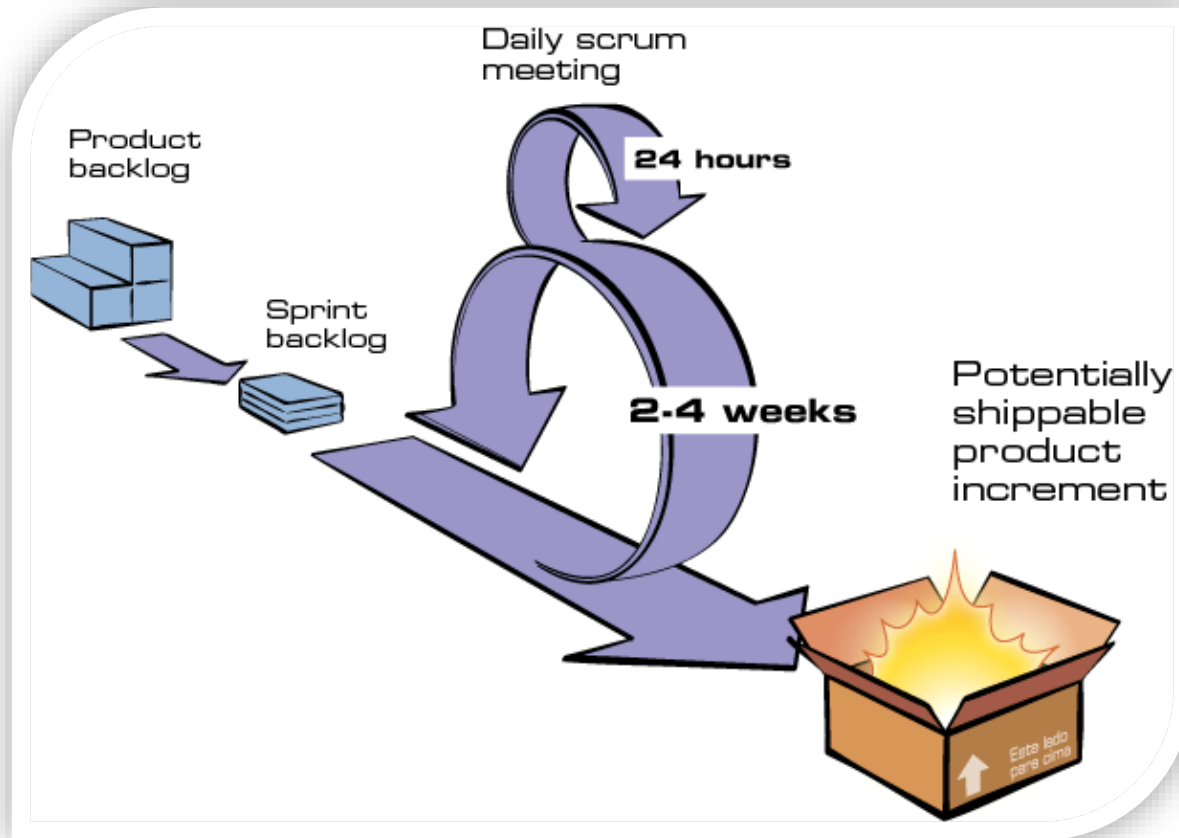 Daily scrum
meeting
24 hours
Product
backlog
Sprint
backlog
2-4 weeks
Potentially
shippable
product
increment
Este lado
para cima